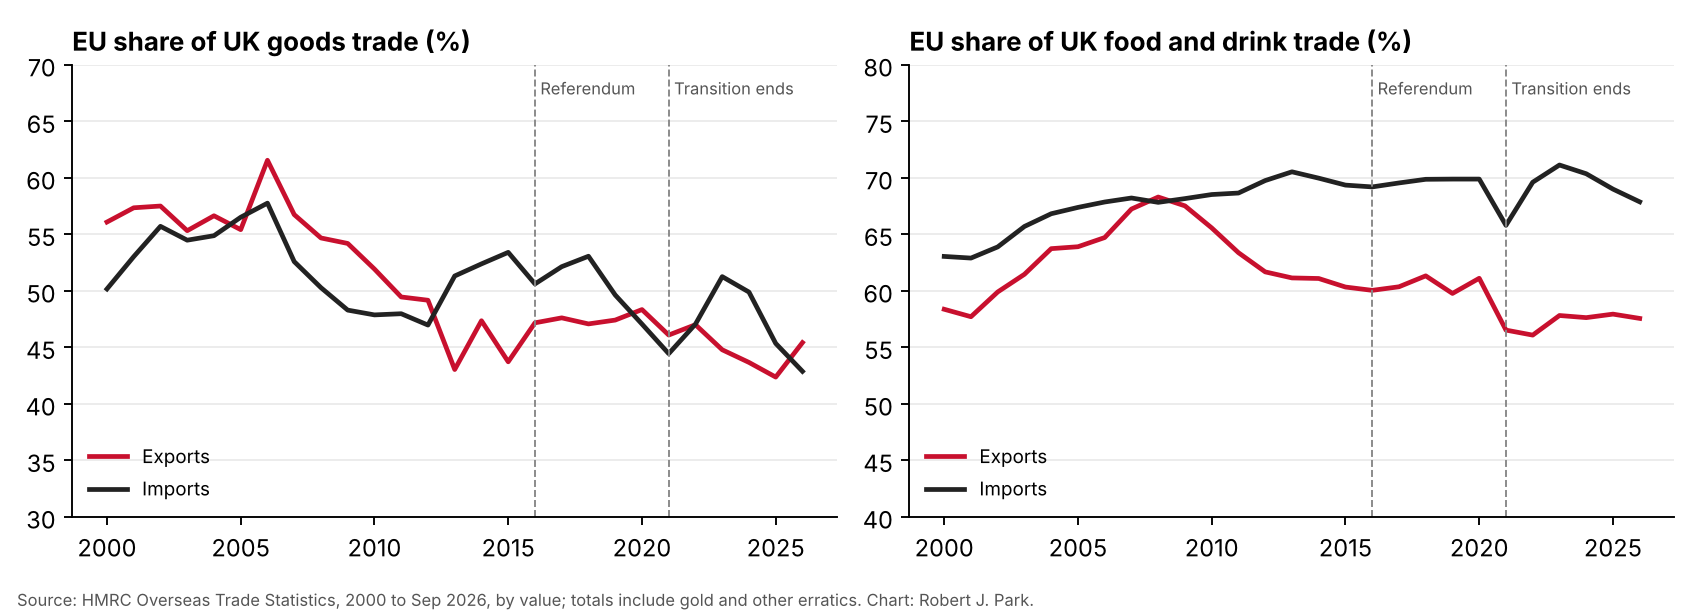 EU share of UK goods trade (%)
70
65
60
55
50
45
40
35
30
Referendum
Transition ends
Exports
Imports
2000 2005 2010 2015 2020 2025
EU share of UK food and drink trade (%)
80
75
70
65
60
55
50
45
40
Referendum
Transition ends
Exports
Imports
2000 2005 2010 2015 2020 2025
Source: HMRC Overseas Trade Statistics, 2000 to Sep 2026, by value; totals include gold and other erratics. Chart: Robert J. Park.